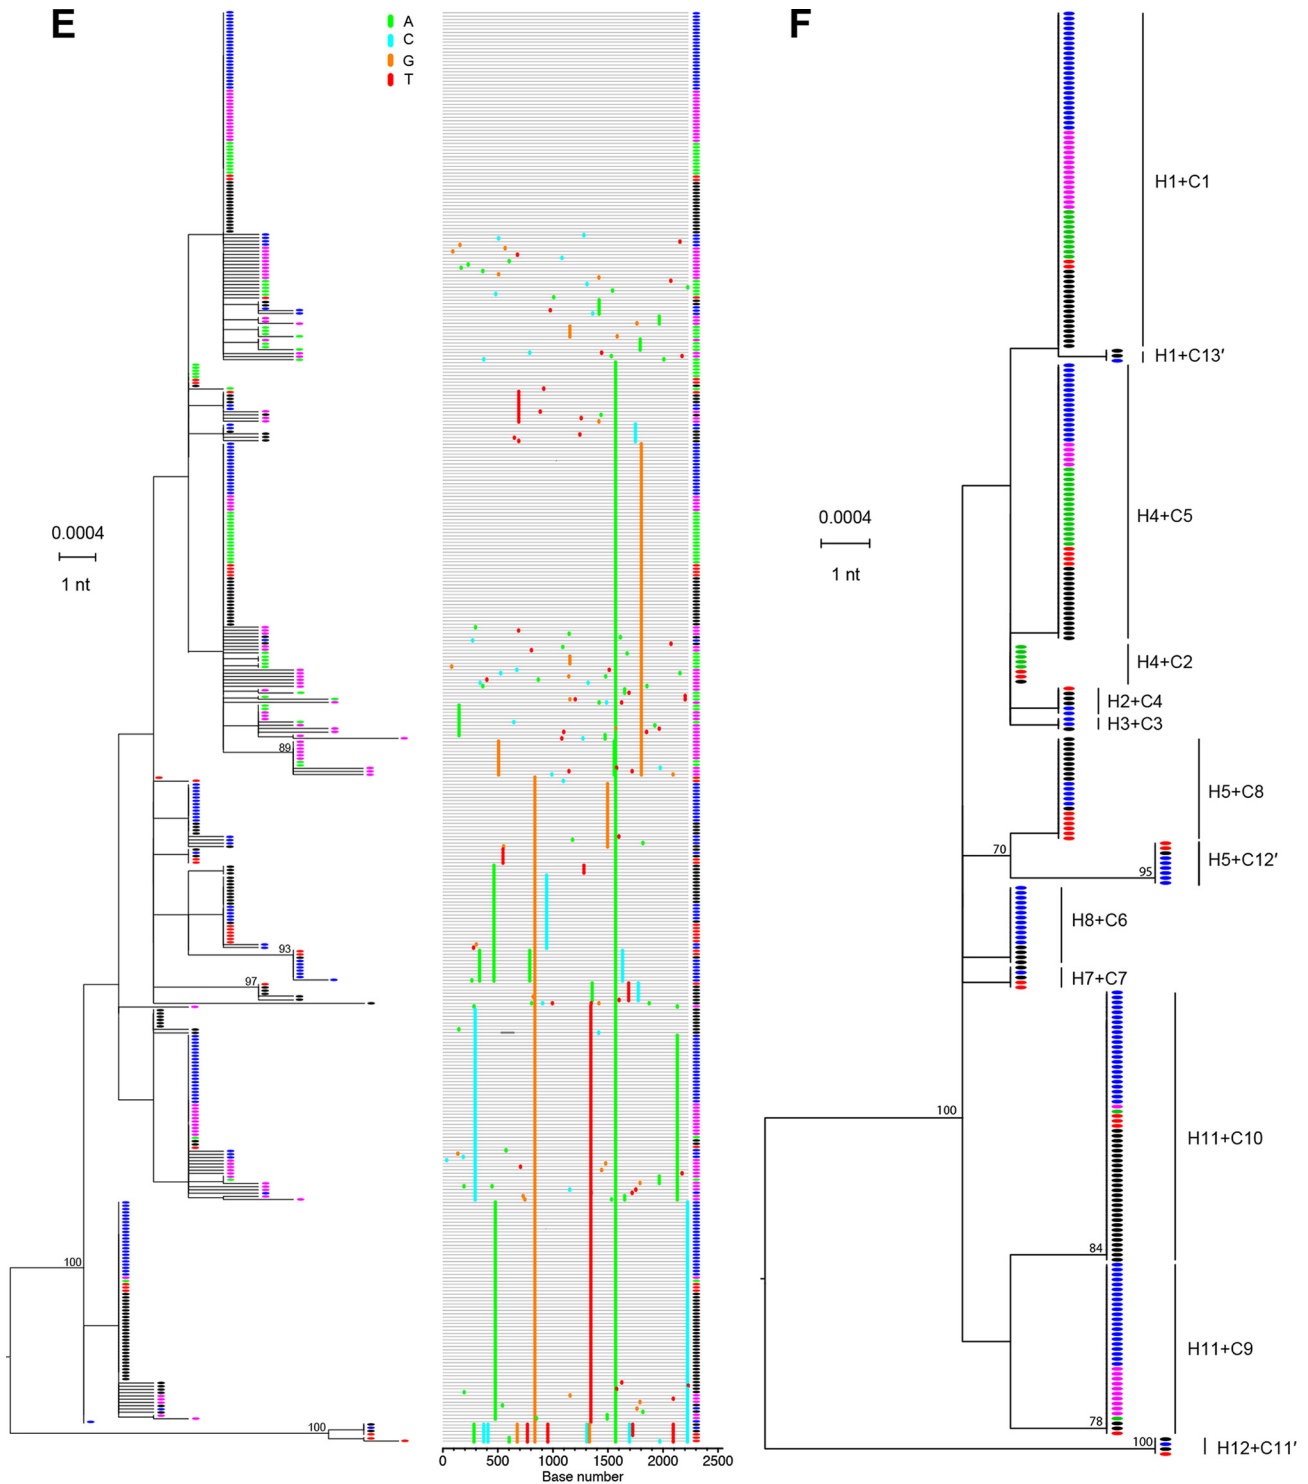 E
A
C
G
T
0.0004
1 nt
89
93
97
100
100
0 500 1000 1500 2000 2500
Base number
F
H1+C1
H1+C13′
H4+C5
0.0004
1 nt
H4+C2
H2+C4
H3+C3
H5+C8
70
95
H5+C12′
H8+C6
H7+C7
100
H11+C10
84
H11+C9
78
100
H12+C11′